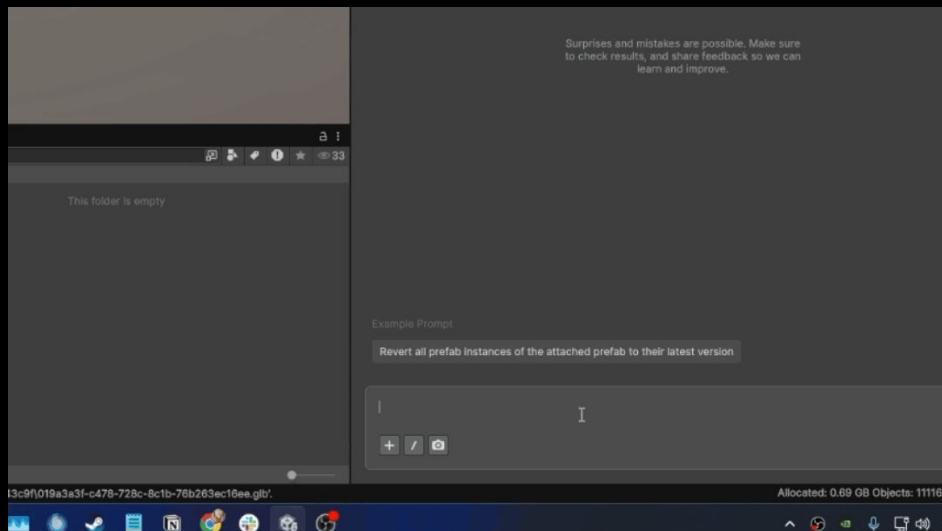 Surprises and mistakes are possible. Make sure
to check results, and share feedback so we can
learn and improve.
33
This folder is empty
Example Prompt
Revert all prefab instances of the attached prefab to their latest version
43c9f\019a3a3f-c478-728c-8c1b-76b263ec16ee.glb'.
Allocated: 0.69 GB Objects: 11116